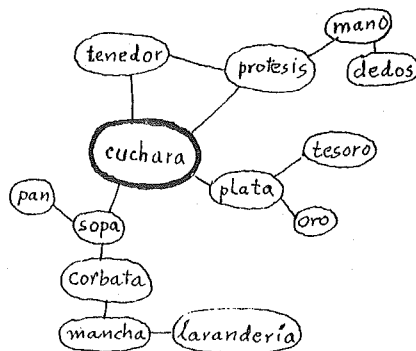 mano
tenedor
protesis
dedos
cuchara
tesoro
pan
plata
sopa
oro
corbata
mancha
lavandería